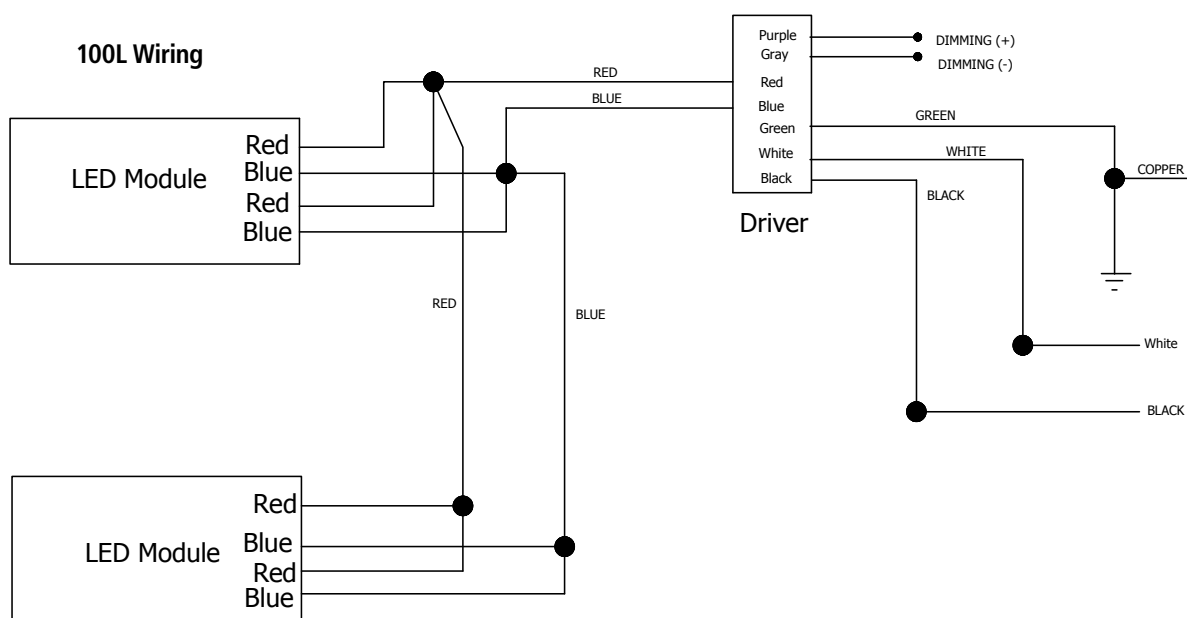 100L Wiring
Purple
Gray
Red
Blue
Green
White
Black
Driver
DIMMING (+)
DIMMING (-)
RED
BLUE
GREEN
WHITE
BLACK
COPPER
White
BLACK
LED Module
Red
Blue
Red
Blue
RED
BLUE
LED Module
Red
Blue
Red
Blue